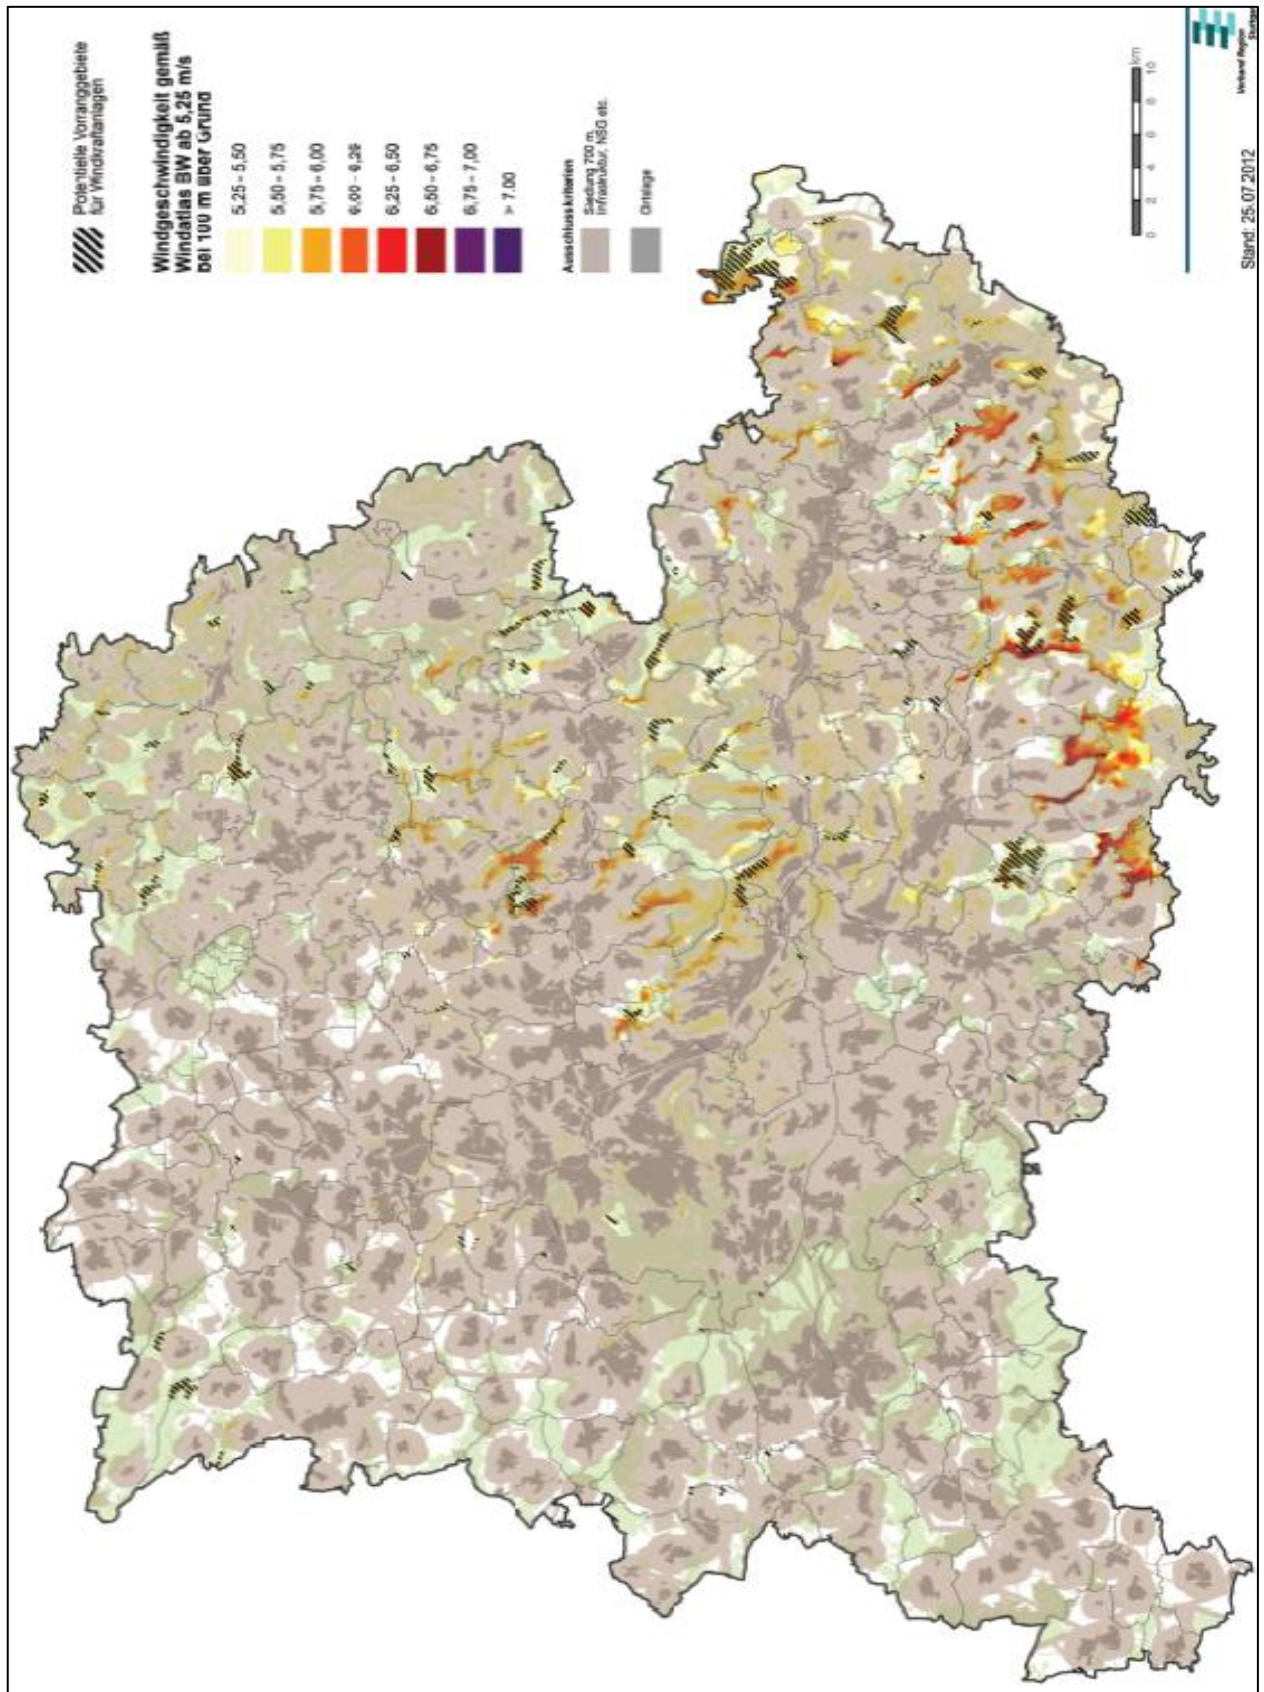 Potentielle Vorranggebiete
für Windkraftanlagen
Windgeschwindigkeit gemäß
Windatlas BW ab 5,25 m/s
bei 100 m über Grund
5,25 - 5,50
5,50 - 5,75
5,75 - 6,00
6,00 - 6,25
6,25 - 6,50
6,50 - 6,75
6,75 - 7,00
> 7,00
Ausschlusskriterien
Siedlung 700 m,
Infrastruktur, NSG etc.
Ortslage
0 2 4 6 8 10
km
Stand: 25.07.2012
Verband Region
Stuttgart